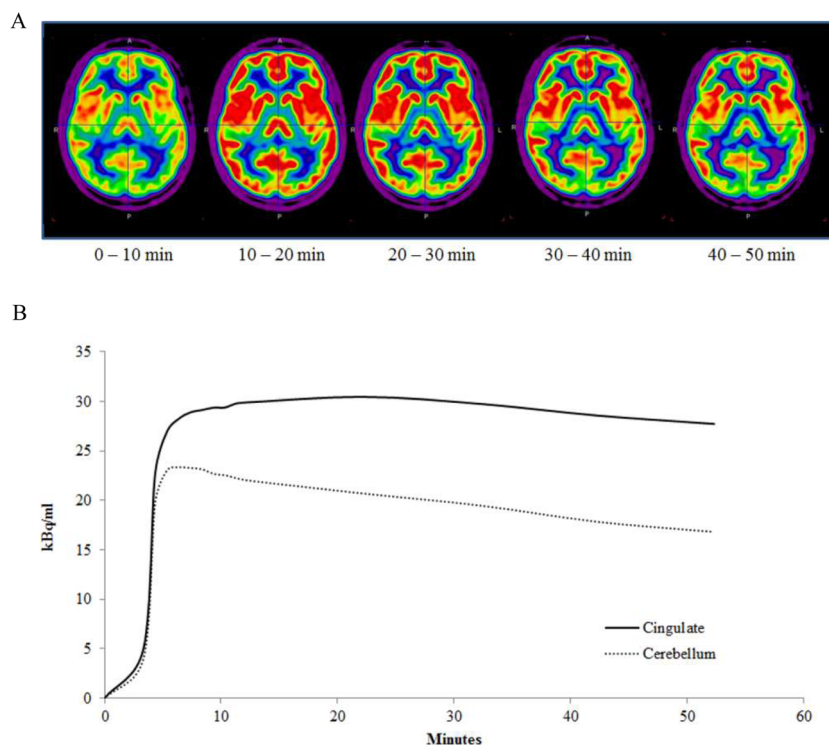 A
A A A A
R L
P P P P P
0 – 10 min 10 – 20 min 20 – 30 min 30 – 40 min 40 – 50 min
B
35
30
25
20
15
10
5
0
kBq/ml
Cingulate
Cerebellum
0 10 20 30 40 50 60
Minutes